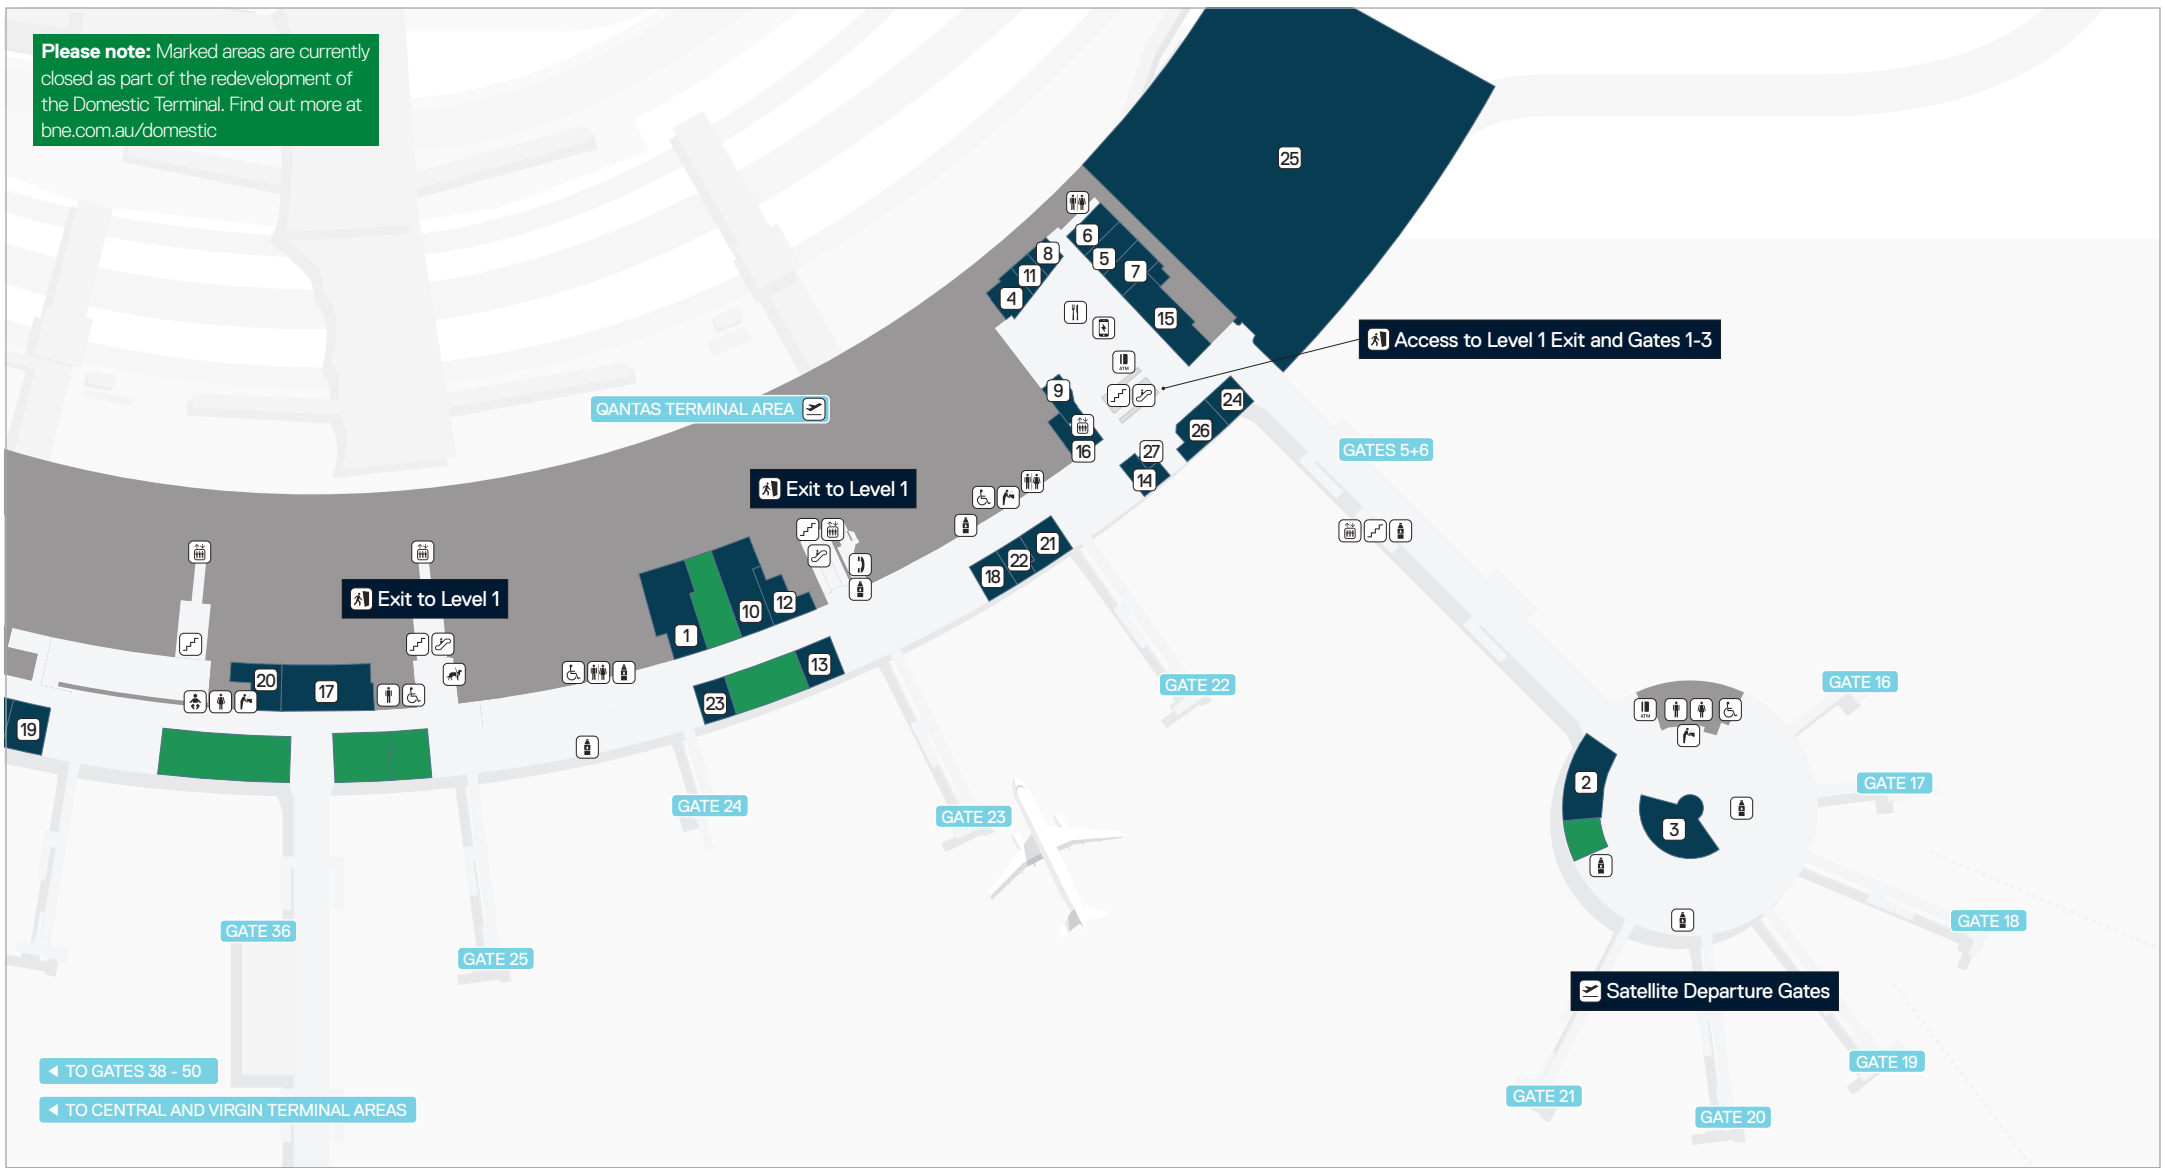 Please note: Marked areas are currently
closed as part of the redevelopment of
the Domestic Terminal. Find out more at
bne.com.au/domestic
25
6
8
5
7
11
4
15
Access to Level 1 Exit and Gates 1-3
ATM
9
24
QANTAS TERMINAL AREA
26
16
27
GATES 5+6
14
Exit to Level 1
21
22
18
Exit to Level 1
12
10
1
13
20
17
23
19
GATE 22
GATE 16
ATM
2
GATE 17
3
GATE 24
GATE 23
GATE 18
GATE 36
GATE 25
Satellite Departure Gates
GATE 19
TO GATES 38 - 50
GATE 21
TO CENTRAL AND VIRGIN TERMINAL AREAS
GATE 20